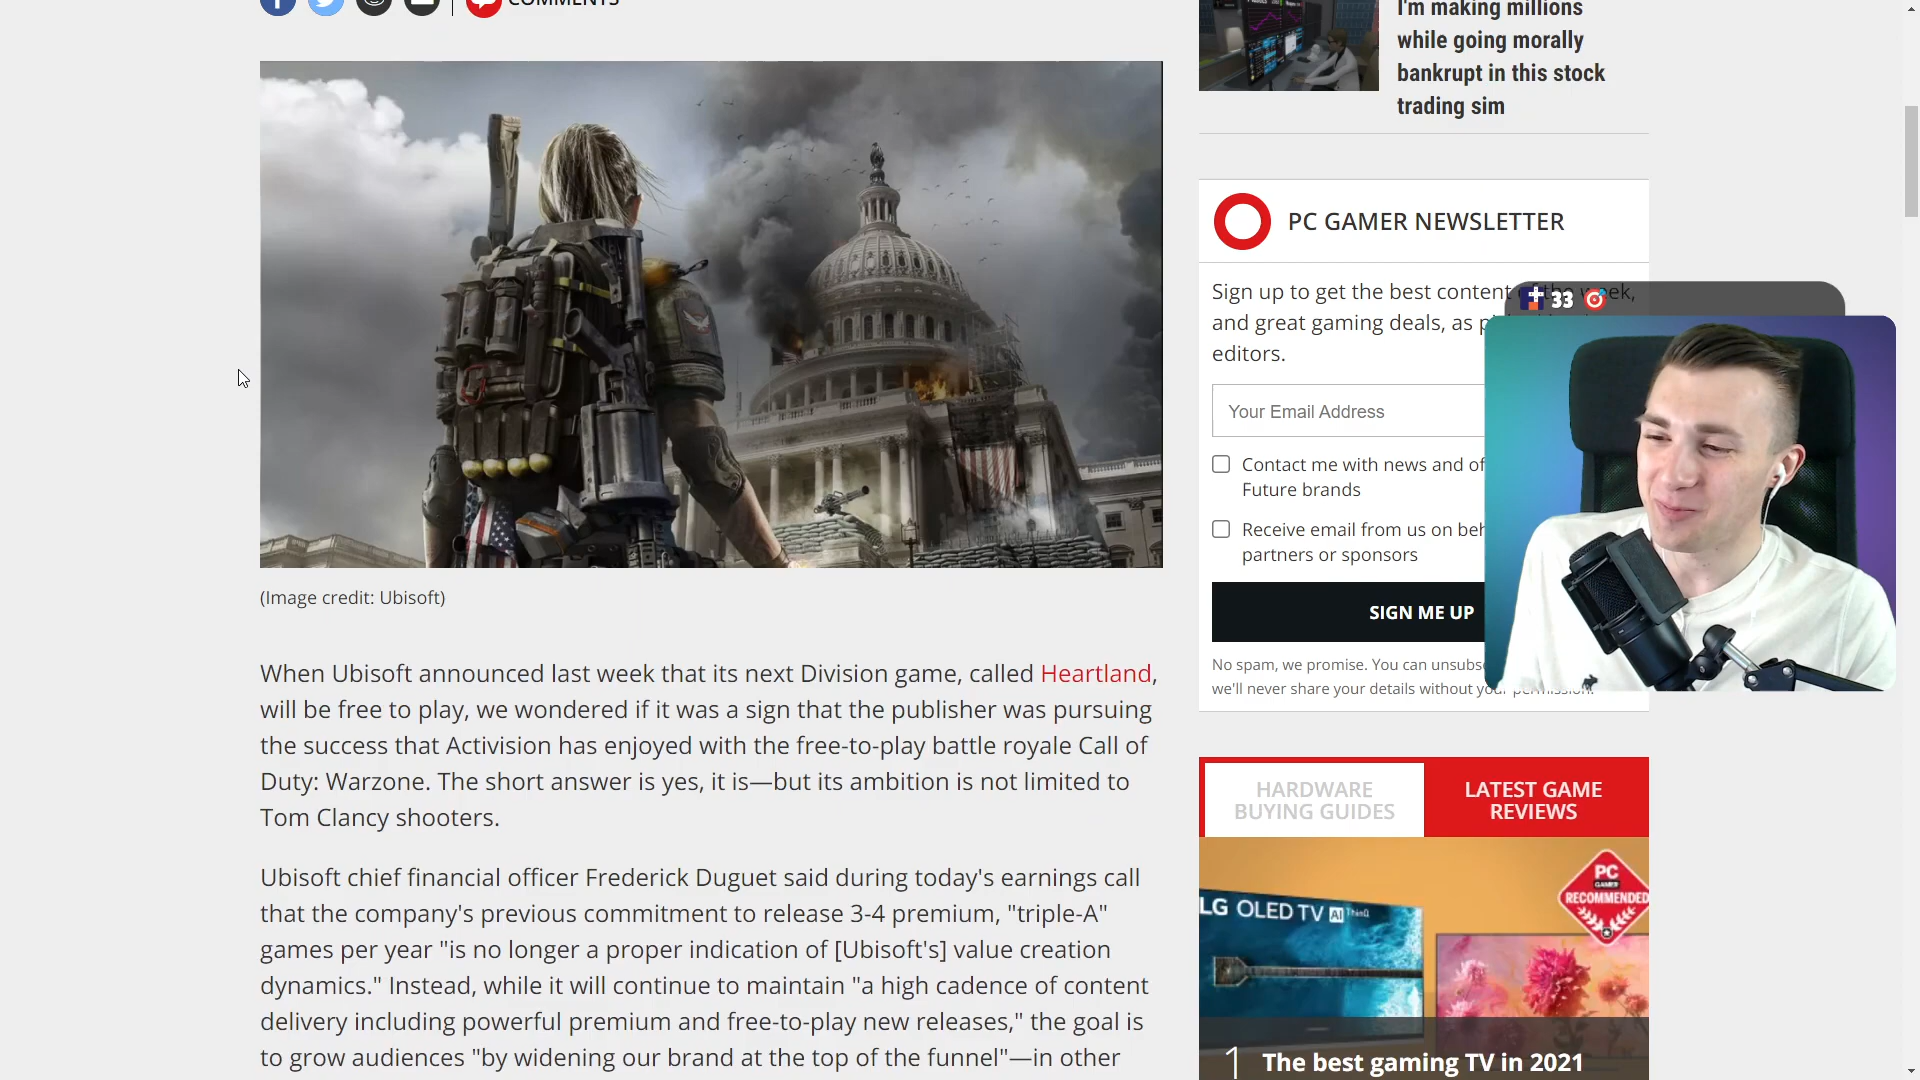 COMMENTS
(Image credit: Ubisoft)
When Ubisoft announced last week that its next Division game, called Heartland,
will be free to play, we wondered if it was a sign that the publisher was pursuing
the success that Activision has enjoyed with the free-to-play battle royale Call of
Duty: Warzone. The short answer is yes, it is—but its ambition is not limited to
Tom Clancy shooters.
Ubisoft chief financial officer Frederick Duguet said during today's earnings call
that the company's previous commitment to release 3-4 premium, "triple-A"
games per year "is no longer a proper indication of [Ubisoft's] value creation
dynamics." Instead, while it will continue to maintain "a high cadence of content
delivery including powerful premium and free-to-play new releases," the goal is
to grow audiences "by widening our brand at the top of the funnel"—in other
I'm making millions
while going morally
bankrupt in this stock
trading sim
PC GAMER NEWSLETTER
Sign up to get the best content of the week,
and great gaming deals, as
editors.
33
Your Email Address
Contact me with news and
Future brands
Receive email from us on
partners or sponsors
SIGN ME UP
No spam, we promise. You can
we'll never share your details without your permission.
HARDWARE
BUYING GUIDES
LATEST GAME
REVIEWS
PC
GAMER
RECOMMENDED
LG OLED TV AI ThinQ
1 The best gaming TV in 2021